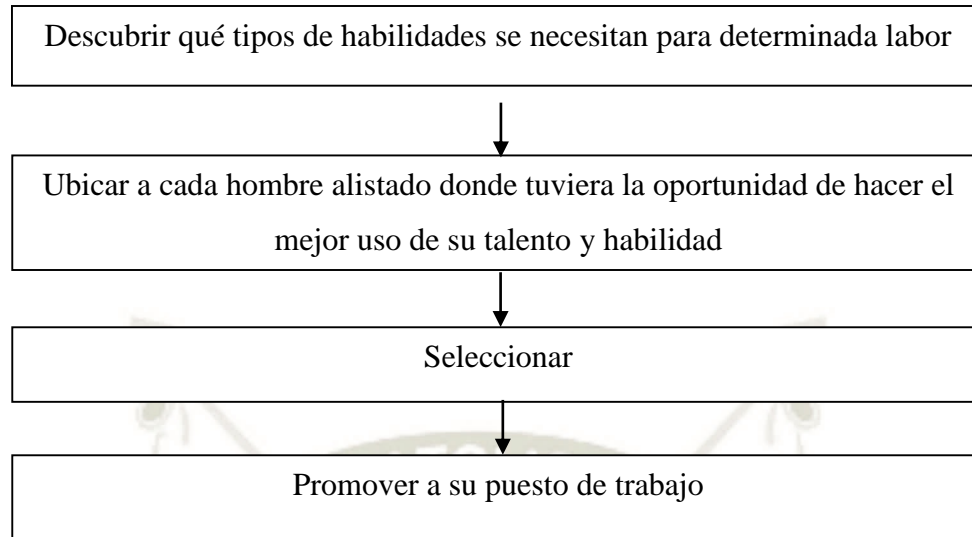 Descubrir qué tipos de habilidades se necesitan para determinada labor
Ubicar a cada hombre alistado donde tuviera la oportunidad de hacer el
mejor uso de su talento y habilidad
Seleccionar
Promover a su puesto de trabajo